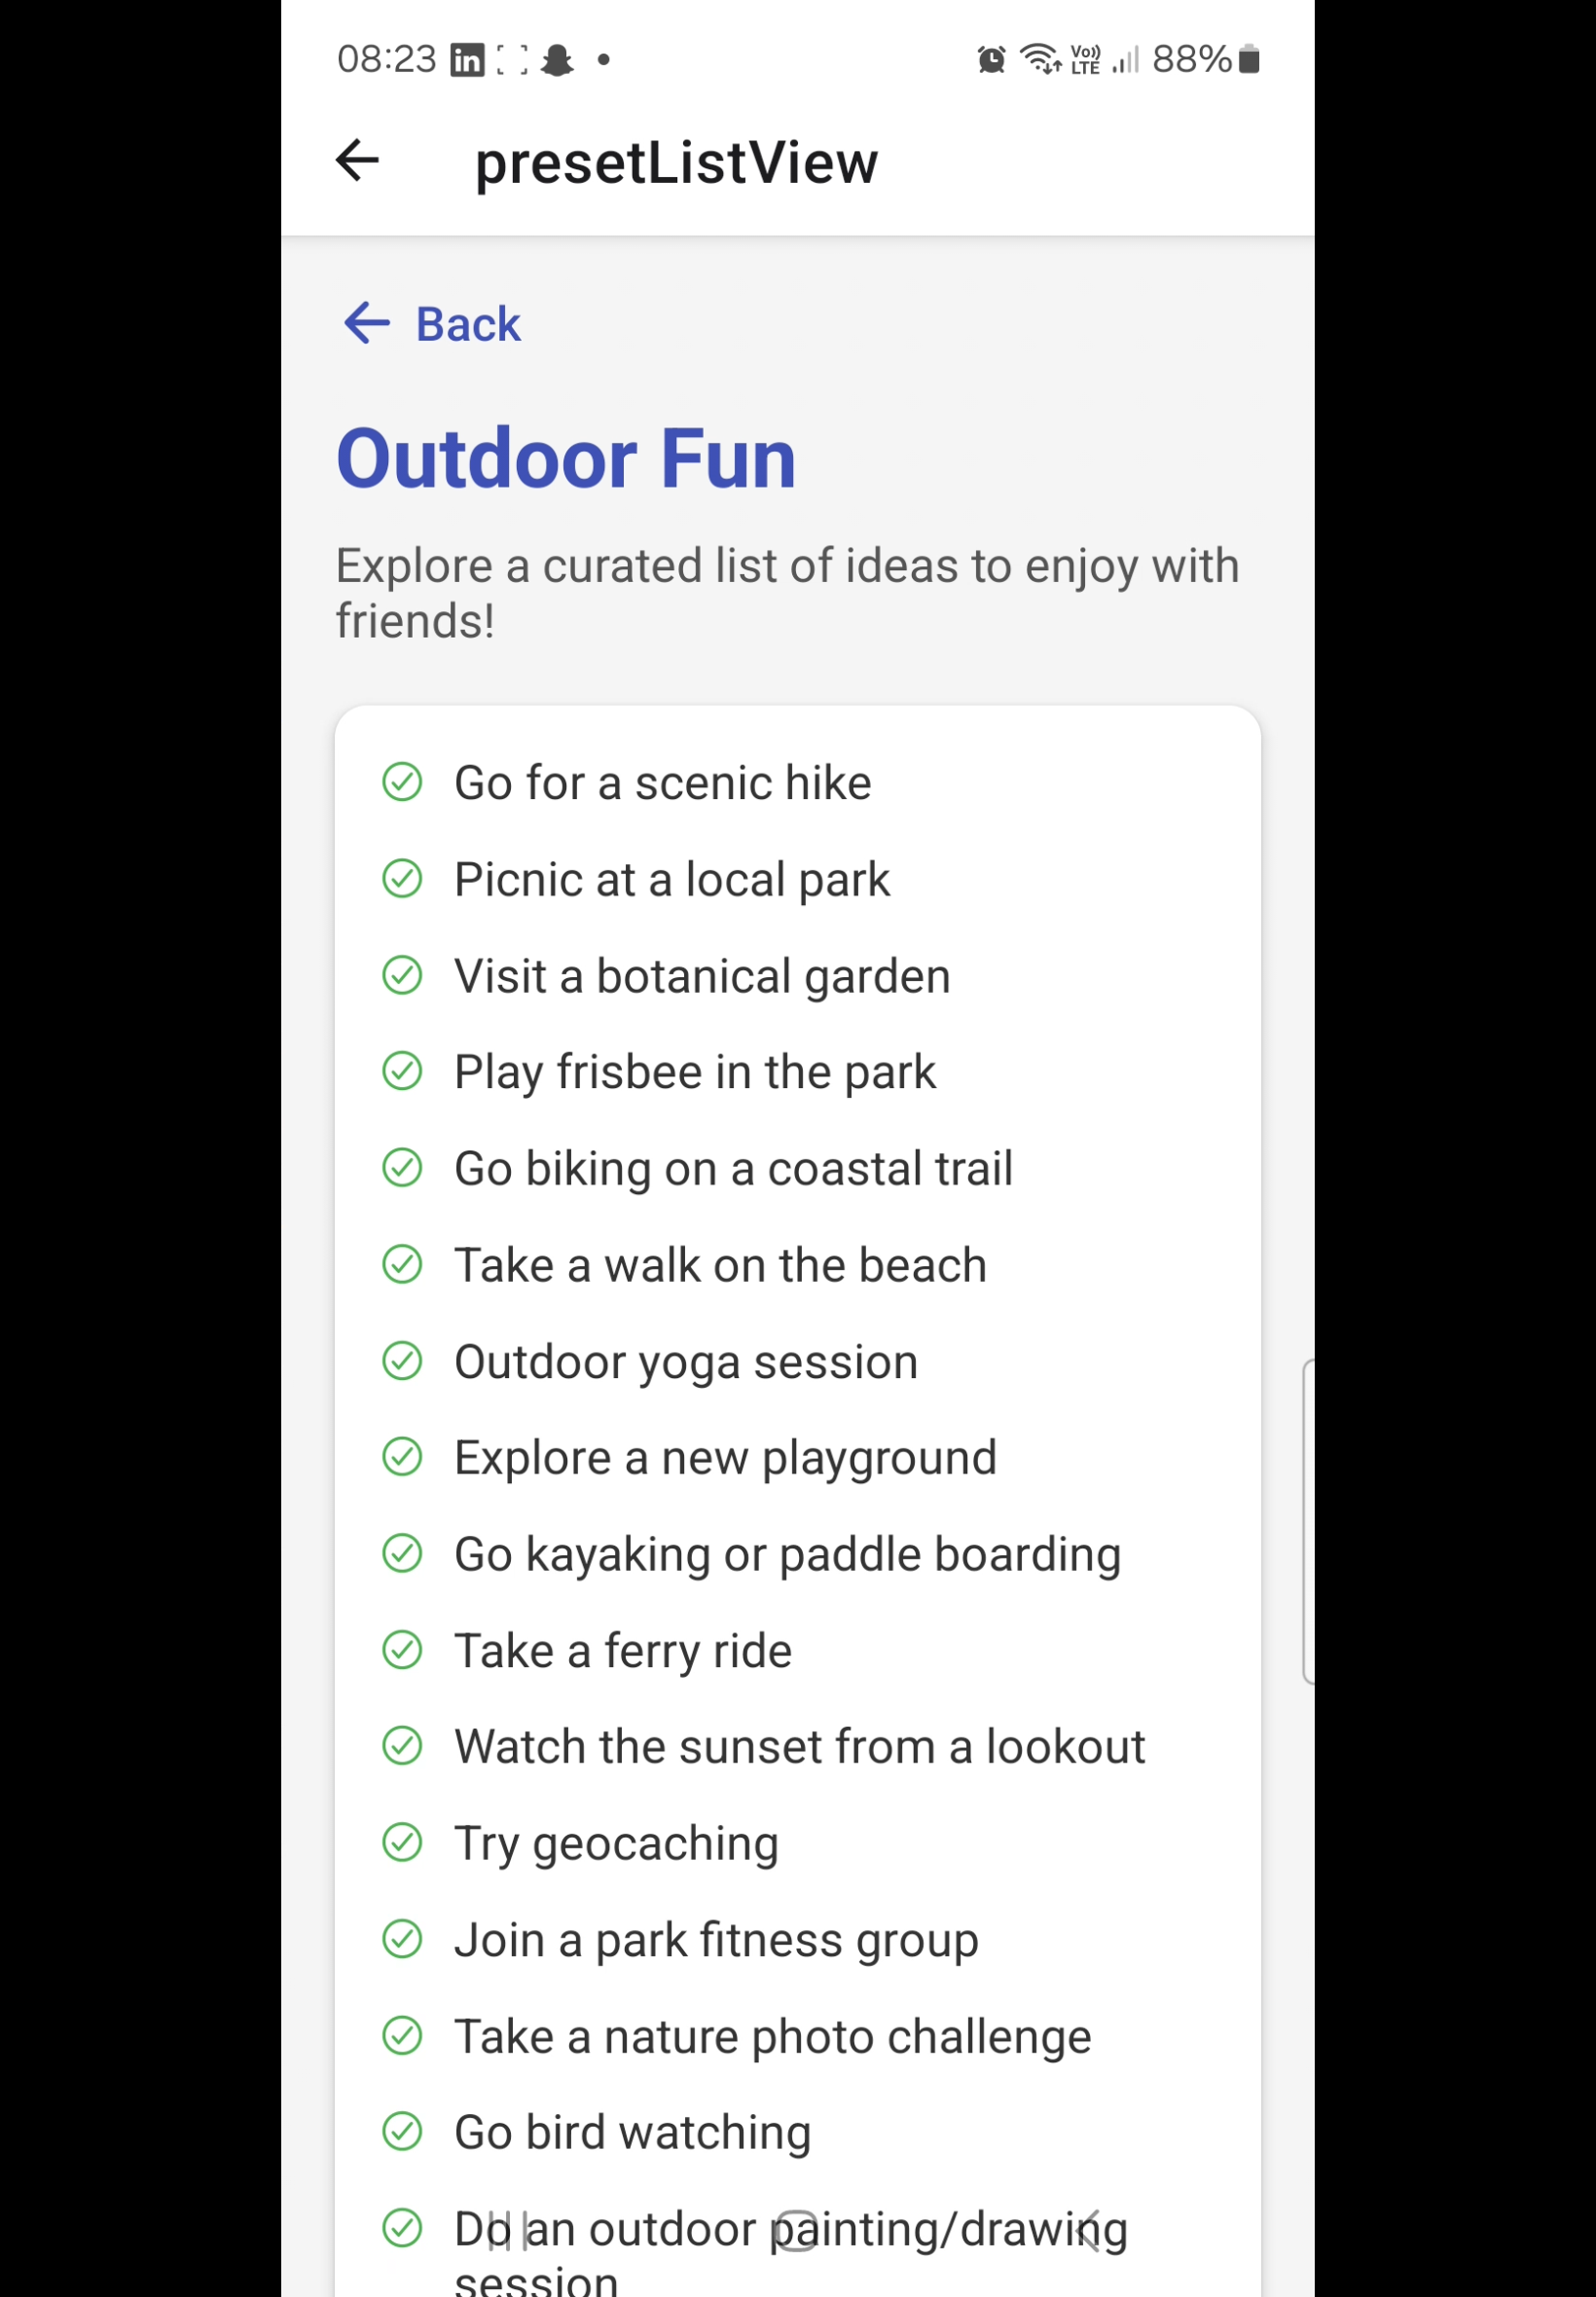 08:23 in Vo)) LTE 88%
presetListView
Back
Outdoor Fun
Explore a curated list of ideas to enjoy with
friends!
Go for a scenic hike
Picnic at a local park
Visit a botanical garden
Play frisbee in the park
Go biking on a coastal trail
Take a walk on the beach
Outdoor yoga session
Explore a new playground
Go kayaking or paddle boarding
Take a ferry ride
Watch the sunset from a lookout
Try geocaching
Join a park fitness group
Take a nature photo challenge
Go bird watching
Do an outdoor painting/drawing
session